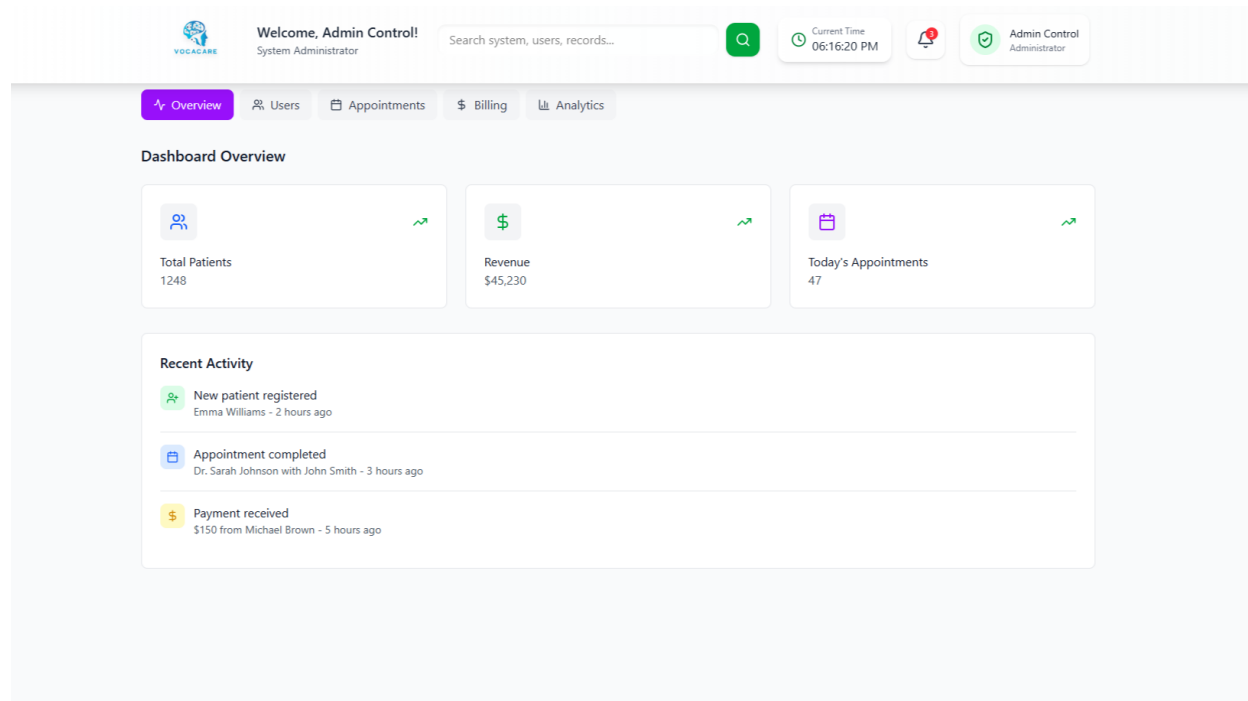 VOCACARE
Welcome, Admin Control!
System Administrator
Search system, users, records...
Current Time
06:16:20 PM
3
Admin Control
Administrator
Overview
Users
Appointments
Billing
Analytics
Dashboard Overview
Total Patients
1248
Revenue
$45,230
Today's Appointments
47
Recent Activity
New patient registered
Emma Williams - 2 hours ago
Appointment completed
Dr. Sarah Johnson with John Smith - 3 hours ago
Payment received
$150 from Michael Brown - 5 hours ago